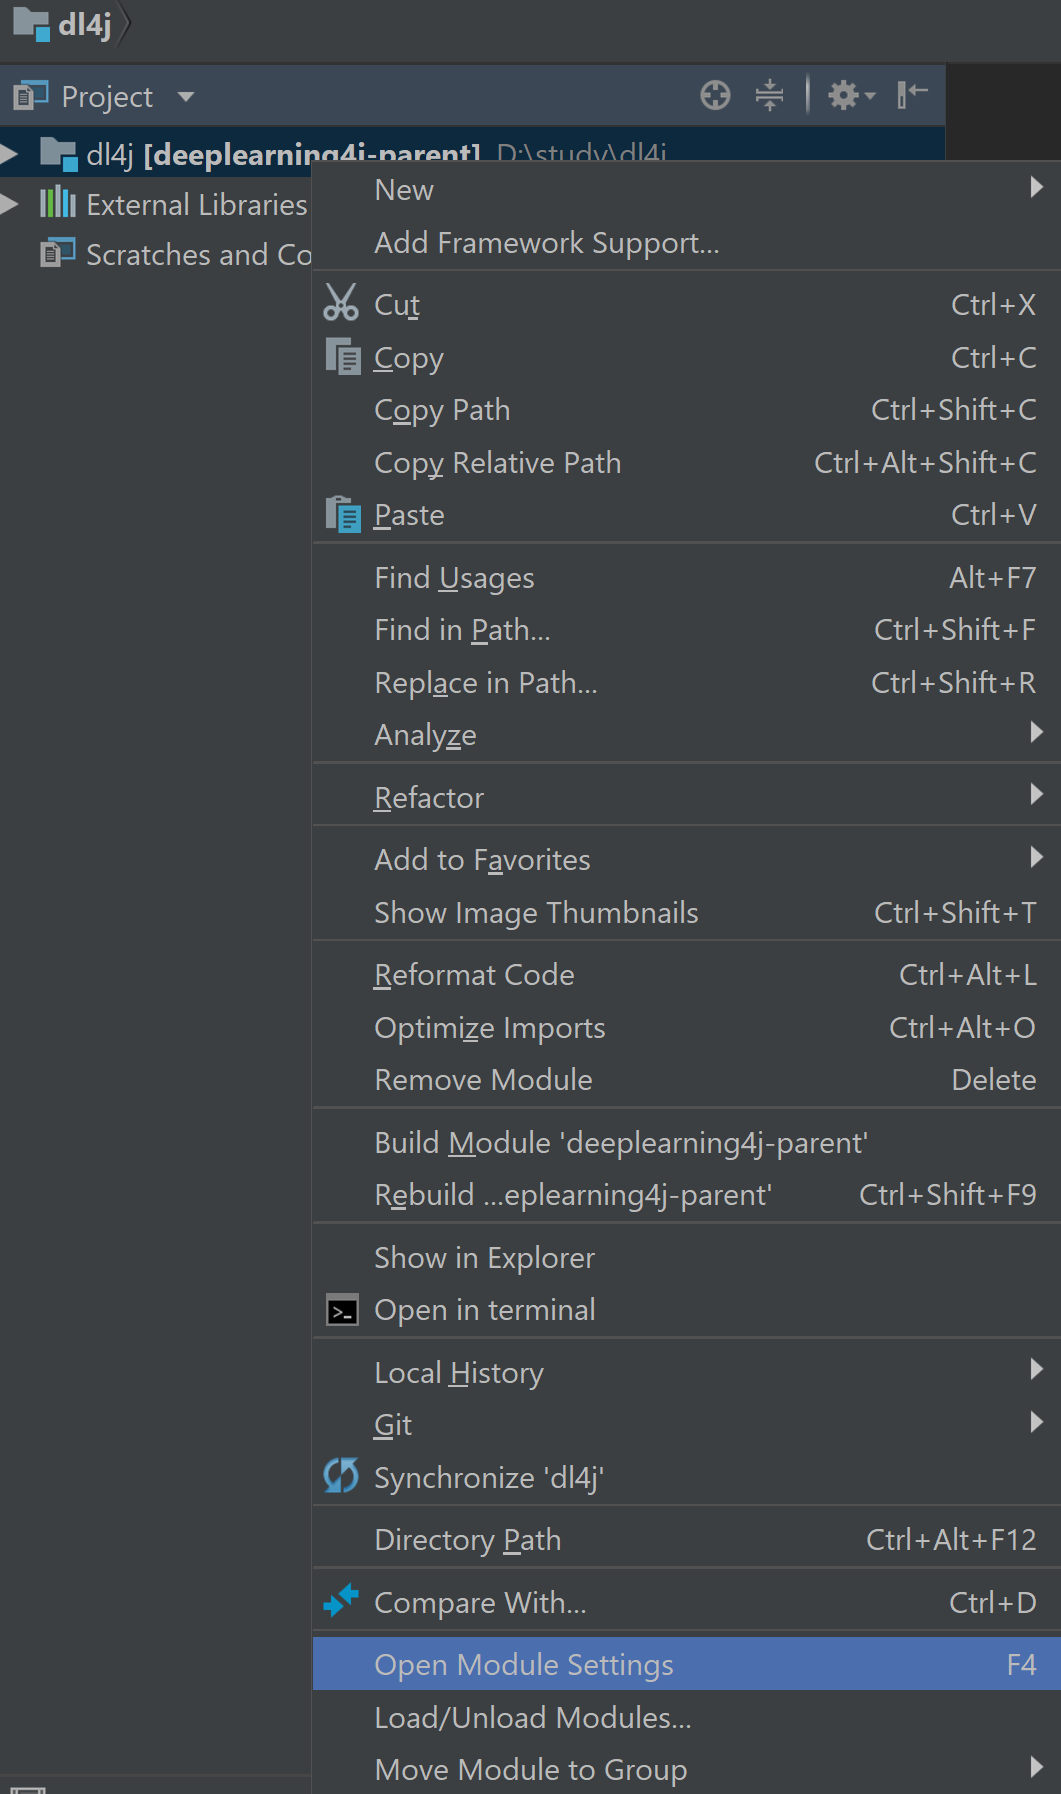 dl4j
Project
dl4j [deeplearning4j-parent] D:\study\dl4j
External Libraries
Scratches and Co
New
Add Framework Support...
Cut Ctrl+X
Copy Ctrl+C
Copy Path Ctrl+Shift+C
Copy Relative Path Ctrl+Alt+Shift+C
Paste Ctrl+V
Find Usages Alt+F7
Find in Path... Ctrl+Shift+F
Replace in Path... Ctrl+Shift+R
Analyze
Refactor
Add to Favorites
Show Image Thumbnails Ctrl+Shift+T
Reformat Code Ctrl+Alt+L
Optimize Imports Ctrl+Alt+O
Remove Module Delete
Build Module 'deeplearning4j-parent'
Rebuild ...eplearning4j-parent' Ctrl+Shift+F9
Show in Explorer
Open in terminal
Local History
Git
Synchronize 'dl4j'
Directory Path Ctrl+Alt+F12
Compare With... Ctrl+D
Open Module Settings F4
Load/Unload Modules...
Move Module to Group